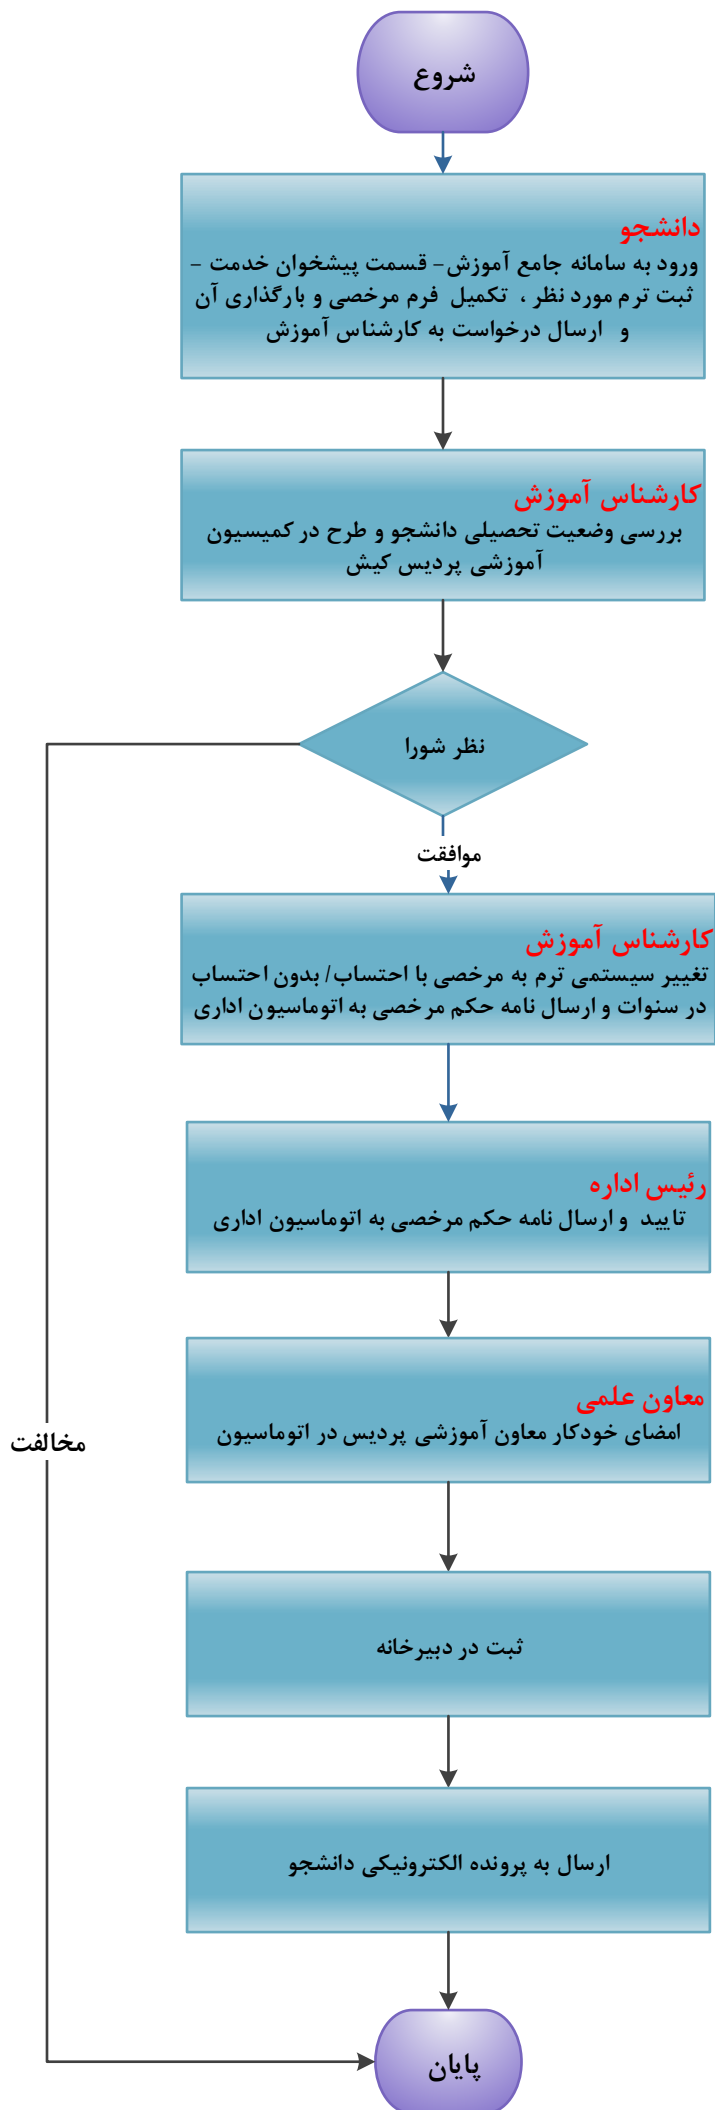 شروع
دانشجو
ورود به سامانه جامع آموزش- قسمت پیشخوان خدمت -
ثبت ترم مورد نظر ، تکمیل فرم مرخصی و بارگذاری آن
و ارسال درخواست به کارشناس آموزش
کارشناس آموزش
بررسی وضعیت تحصیلی دانشجو و طرح در کمیسیون
آموزشی پردیس کیش
نظر شورا
موافقت
کارشناس آموزش
تغییر سیستمی ترم به مرخصی با احتساب/ بدون احتساب
در سنوات و ارسال نامه حکم مرخصی به اتوماسیون اداری
رئیس اداره
تایید و ارسال نامه حکم مرخصی به اتوماسیون اداری
معاون علمی
امضای خودکار معاون آموزشی پردیس در اتوماسیون
مخالفت
ثبت در دبیرخانه
ارسال به پرونده الکترونیکی دانشجو
پایان